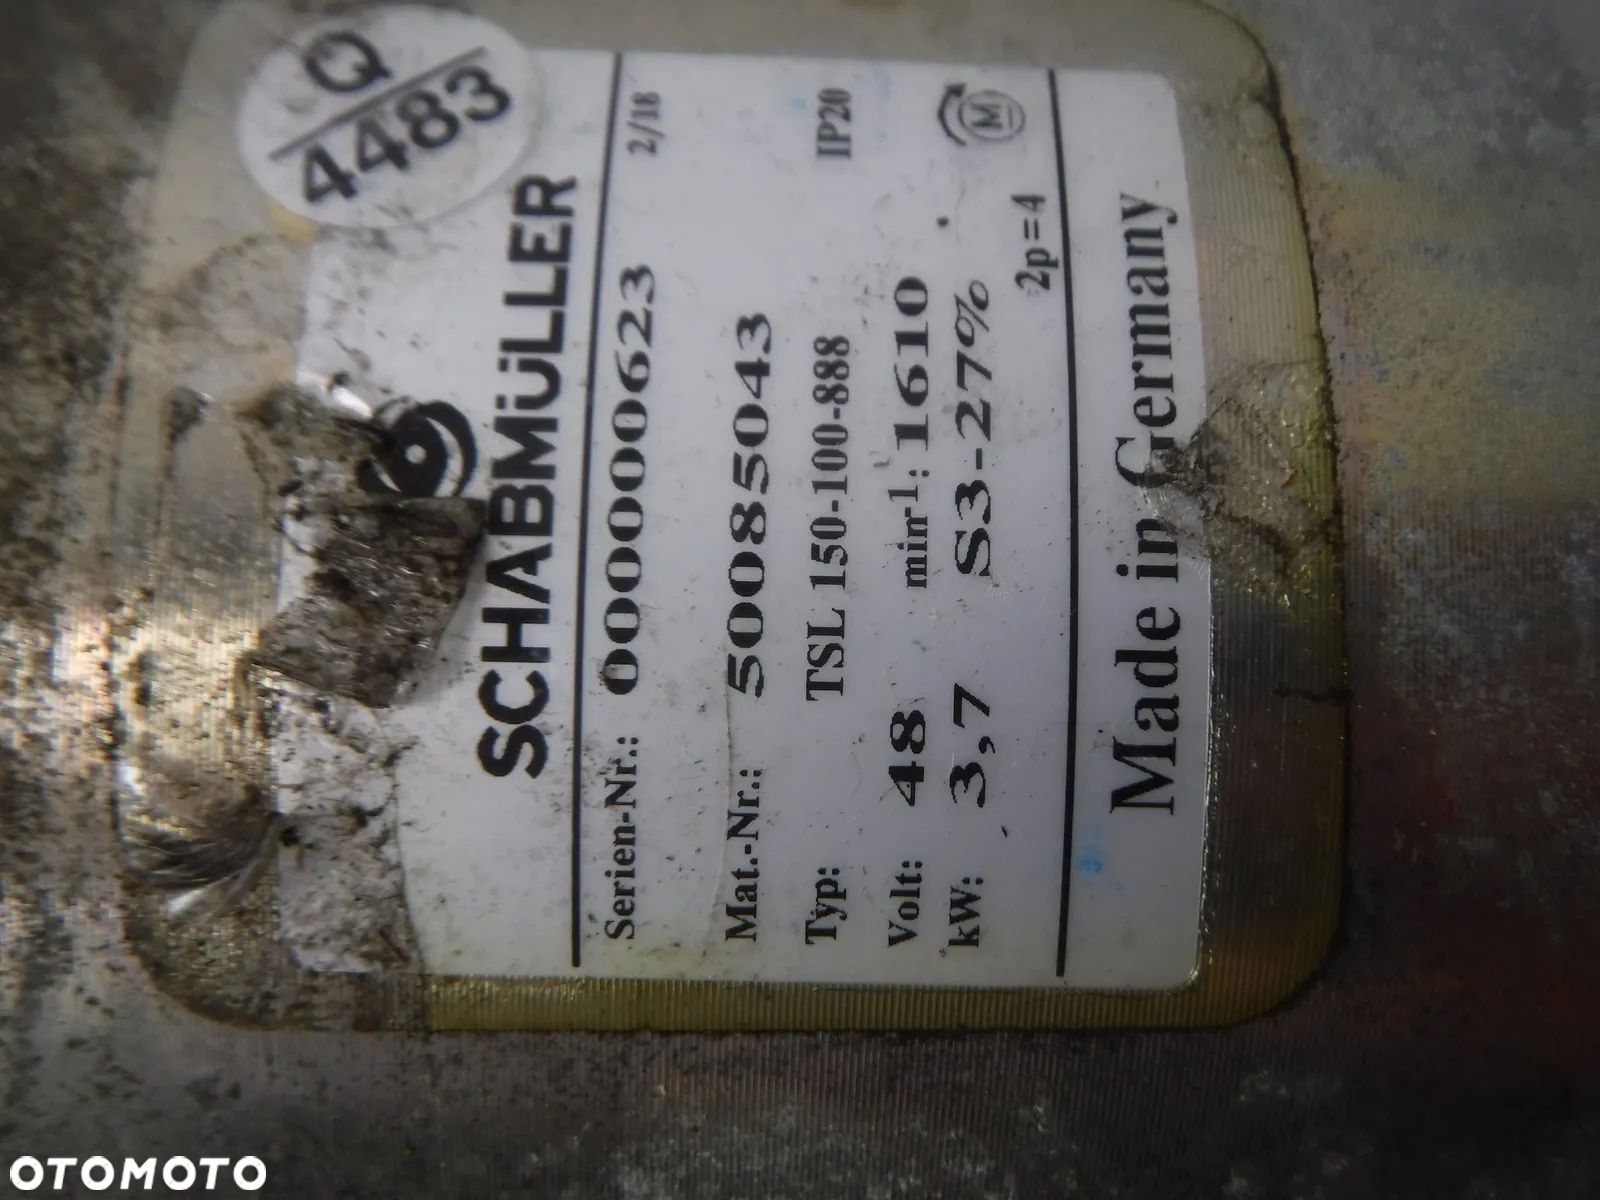 Q
4483
SCHABMÜLLER
Serien-Nr.: 0000000623 2/18
Mat.-Nr.: 50085043
Typ: TSL 150-100-888 IP20
Volt: 48 min-1: 1610 M
kW: 3,7 S3-27%
2p=4
Made in Germany
OTOMOTO